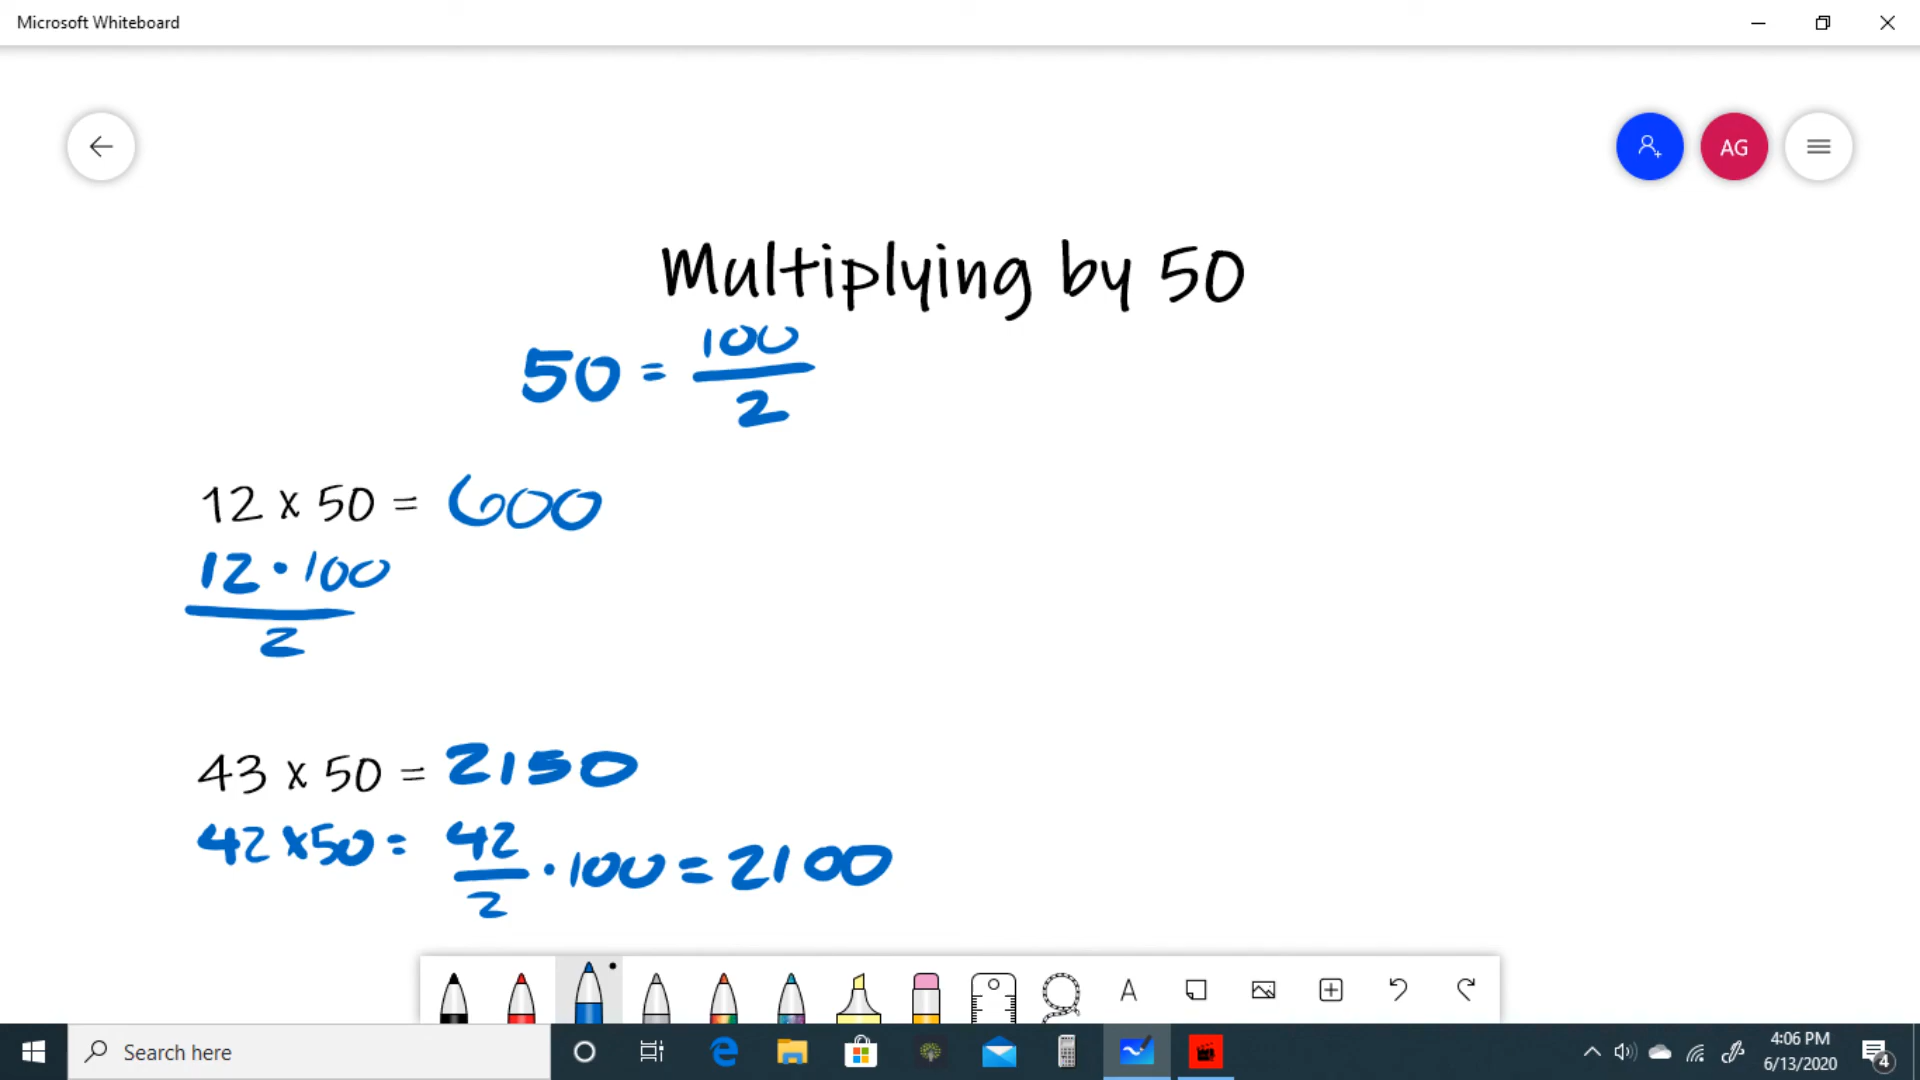 Microsoft Whiteboard
AG
Multiplying by 50
50 = 100/2
12 x 50 = 600
12 · 100
2
43 x 50 = 2150
42 x 50 = 42/2 · 100 = 2100
A
Search here
4:06 PM
6/13/2020
4